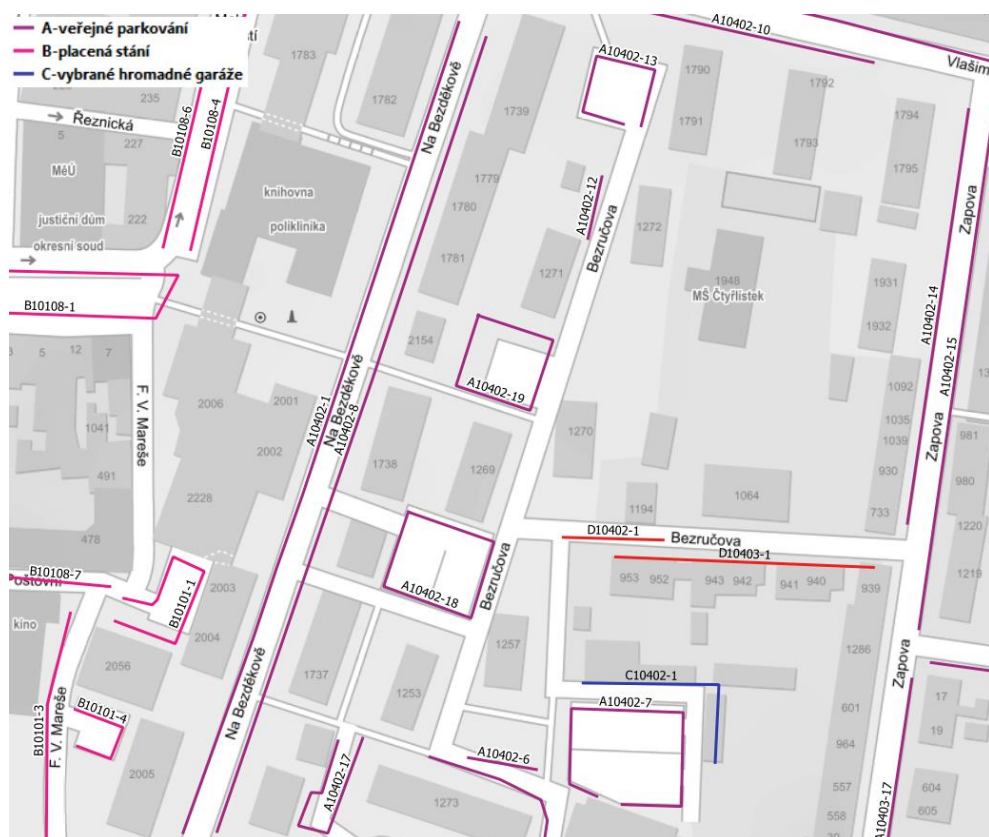 A-veřejné parkování
B-placená stání
C-vybrané hromadné garáže
A10402-10
Vlašim
A10402-13
1783
1782
1739
1790
1791
1792
1793
1794
1795
235
Řeznická
B10108-6
B10108-4
Na Bezděkově
5
227
MěÚ
222
justiční dům
okresní soud
knihovna
poliklinika
1779
1780
1781
A10402-12
1272
1271
Bezručova
1948
MŠ Čtyřlístek
Zapova
1931
1932
A10402-14
A10402-15
B10108-1
2154
A10402-19
5
12
7
1041
491
478
F. V. Mareše
2006
2001
2002
2228
A10402-1
A10402-8
Na Bezděkově
1738
1269
1270
1194
1064
1092
1035
1039
930
733
Zapova
981
980
1220
1219
D10402-1
Bezručova
D10403-1
953
952
943
942
941
940
939
B10108-7
B10101-1
2003
2004
A10402-18
Bezručova
kino
2056
1737
1253
1257
1286
Zapova
C10402-1
A10402-7
601
964
557
558
17
19
604
605
B10101-3
B10101-4
F. V. Mareše
2005
Na Bezděkově
A10402-17
A10402-6
1273
A10403-17